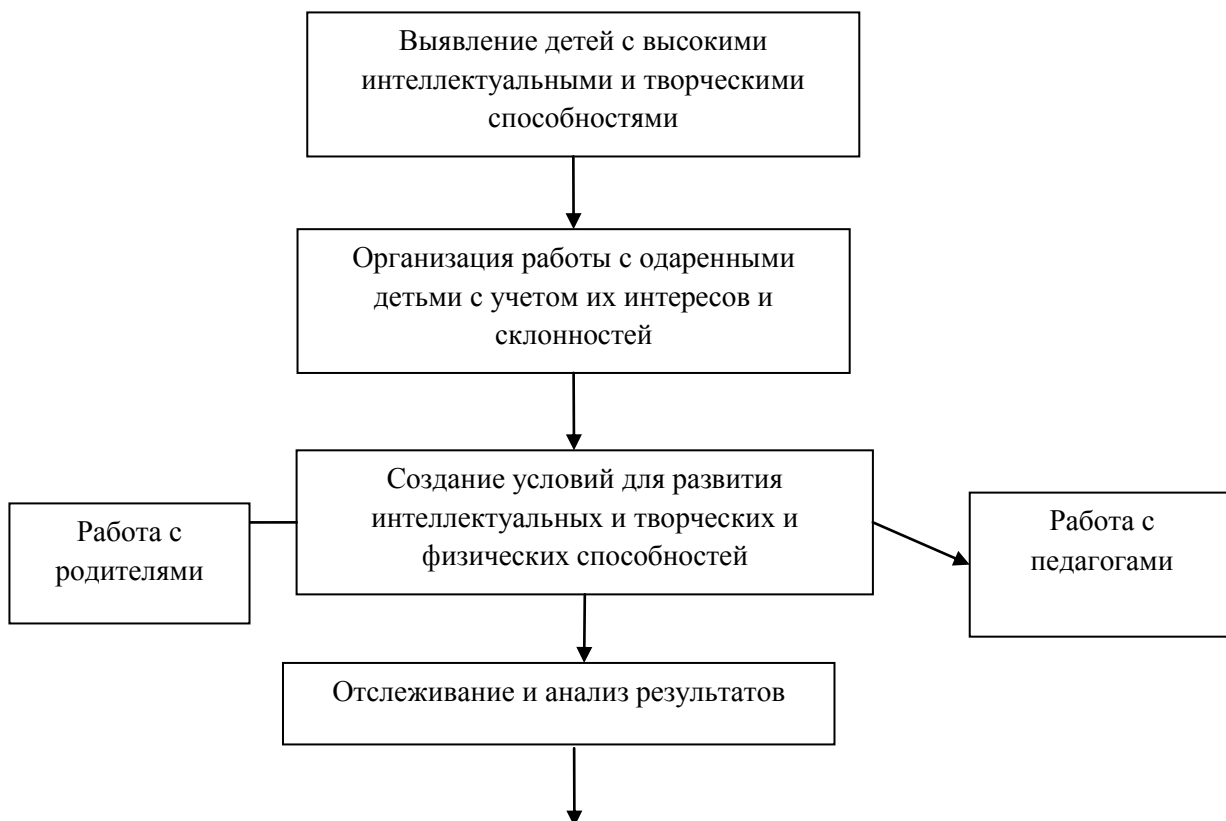 Выявление детей с высокими
интеллектуальными и творческими
способностями
Организация работы с одаренными
детьми с учетом их интересов и
склонностей
Создание условий для развития
интеллектуальных и творческих и
физических способностей
Работа с
родителями
Работа с
педагогами
Отслеживание и анализ результатов